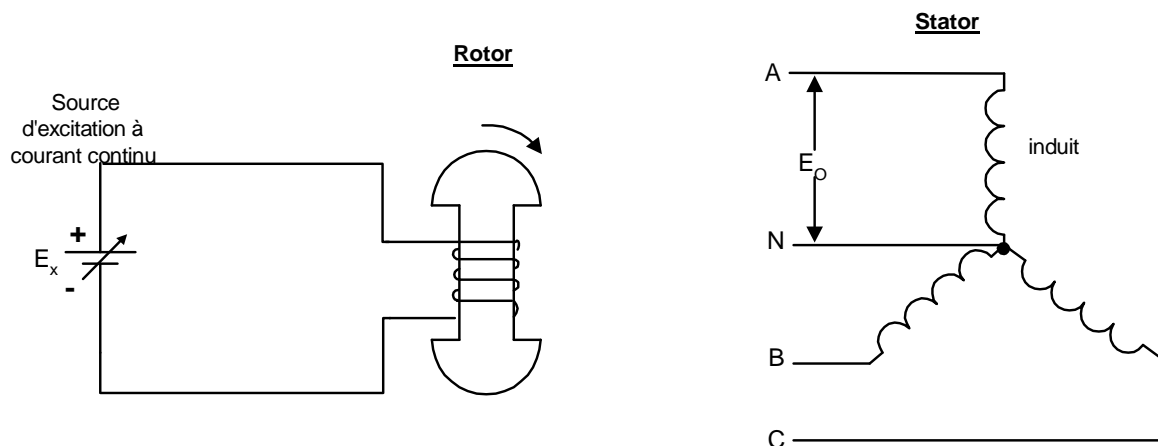 Rotor
Source
d'excitation à
courant continu
+
Ex
-
Stator
A
induit
EO
N
B
C